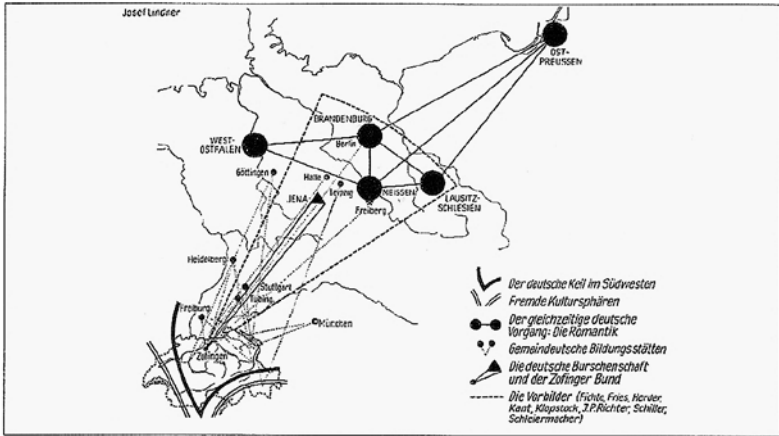 Josef Lindner
OST-
PREUSSEN
BRANDENBURG
Berlin
WEST-
OSTFALEN
Göttingen
Halle
Leipzig
MEISSEN
LAUSITZ-
SCHLESIEN
JENA
Freiberg
Heidelberg
Stuttgart
Tübing.
Freiburg
München
Zofingen
Der deutsche Keil im Südwesten
Fremde Kultursphären
Der gleichzeitige deutsche
Vorgang: Die Romantik
Gemeindeutsche Bildungsstätten
Die deutsche Burschenschaft
und der Zofinger Bund
Die Vorbilder (Fichte, Fries, Herder,
Kant, Klopstock, J.P. Richter, Schiller,
Schleiermacher)